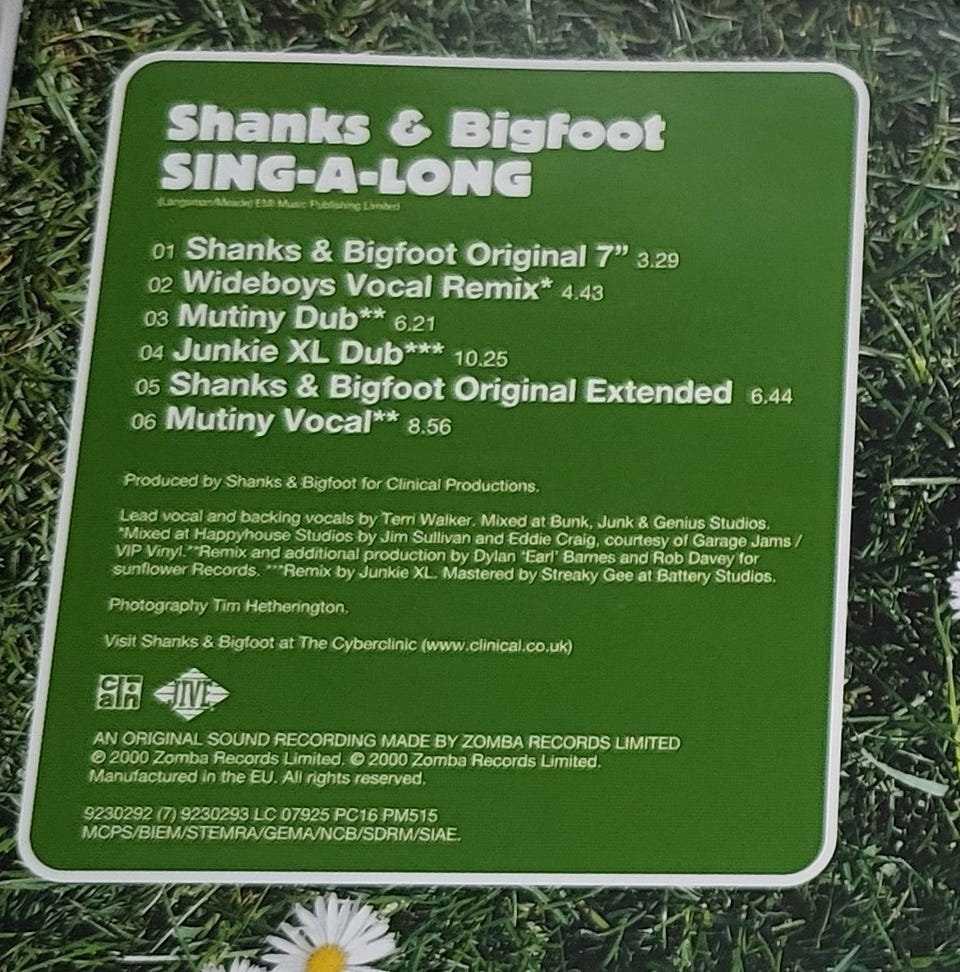 Shanks & Bigfoot
SING-A-LONG
(Langsman/Meade) EMI Music Publishing Limited
01 Shanks & Bigfoot Original 7” 3.29
02 Wideboys Vocal Remix* 4.43
03 Mutiny Dub** 6.21
04 Junkie XL Dub*** 10.25
05 Shanks & Bigfoot Original Extended 6.44
06 Mutiny Vocal** 8.56
Produced by Shanks & Bigfoot for Clinical Productions.
Lead vocal and backing vocals by Terri Walker. Mixed at Bunk, Junk & Genius Studios.
*Mixed at Happyhouse Studios by Jim Sullivan and Eddie Craig, courtesy of Garage Jams /
VIP Vinyl. **Remix and additional production by Dylan ‘Earl’ Barnes and Rob Davey for
sunflower Records. ***Remix by Junkie XL. Mastered by Streaky Gee at Battery Studios.
Photography Tim Hetherington.
Visit Shanks & Bigfoot at The Cyberclinic (www.clinical.co.uk)
JIVE
AN ORIGINAL SOUND RECORDING MADE BY ZOMBA RECORDS LIMITED
℗ 2000 Zomba Records Limited. © 2000 Zomba Records Limited.
Manufactured in the EU. All rights reserved.
9230292 (7) 9230293 LC 07925 PC16 PM515
MCPS/BIEM/STEMRA/GEMA/NCB/SDRM/SIAE.